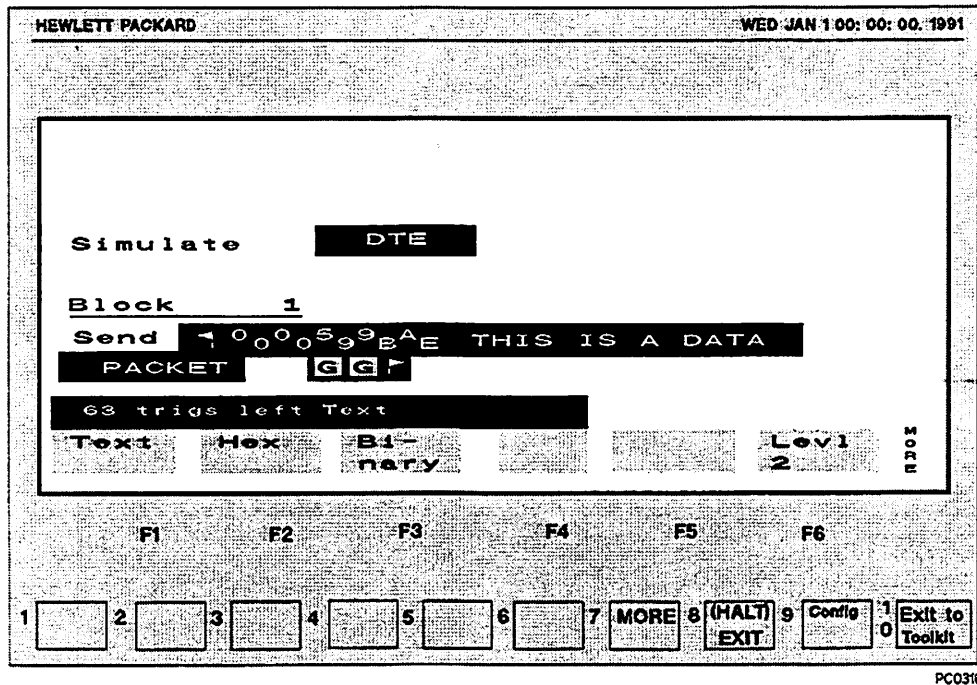 HEWLETT PACKARD WED JAN 1 00: 00: 00. 1991
Simulate DTE
Block 1
Send 0 0 0 0 5 9 9 B A E THIS IS A DATA
PACKET G G
63 trigs left Text
Text Hex Bi- Levl MORE
nary 2
F1 F2 F3 F4 F5 F6
1 2 3 4 5 6 7 MORE 8 (HALT) 9 Config 10 Exit to
EXIT Toolkit
PC031